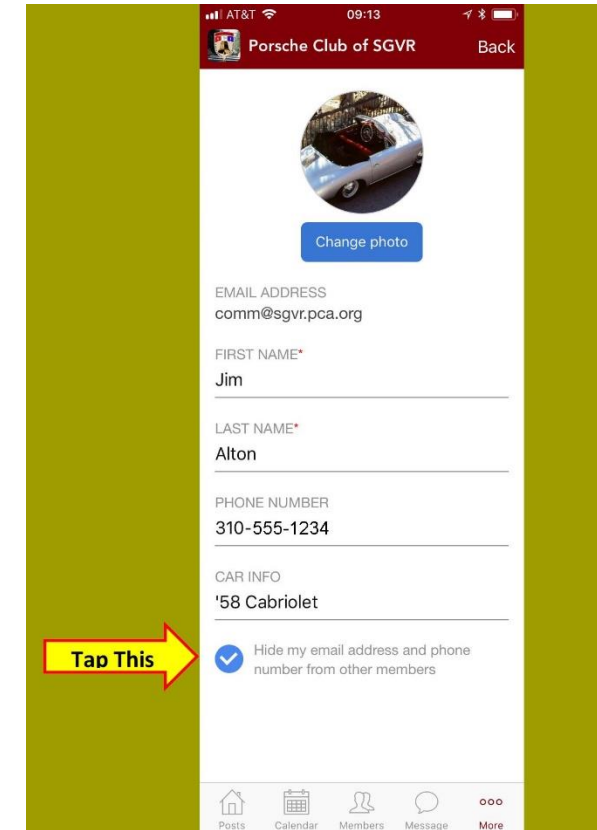 AT&T 09:13
Porsche Club of SGVR Back
Change photo
EMAIL ADDRESS
comm@sgvr.pca.org
FIRST NAME*
Jim
LAST NAME*
Alton
PHONE NUMBER
310-555-1234
CAR INFO
'58 Cabriolet
Tap This
Hide my email address and phone
number from other members
Posts Calendar Members Message More